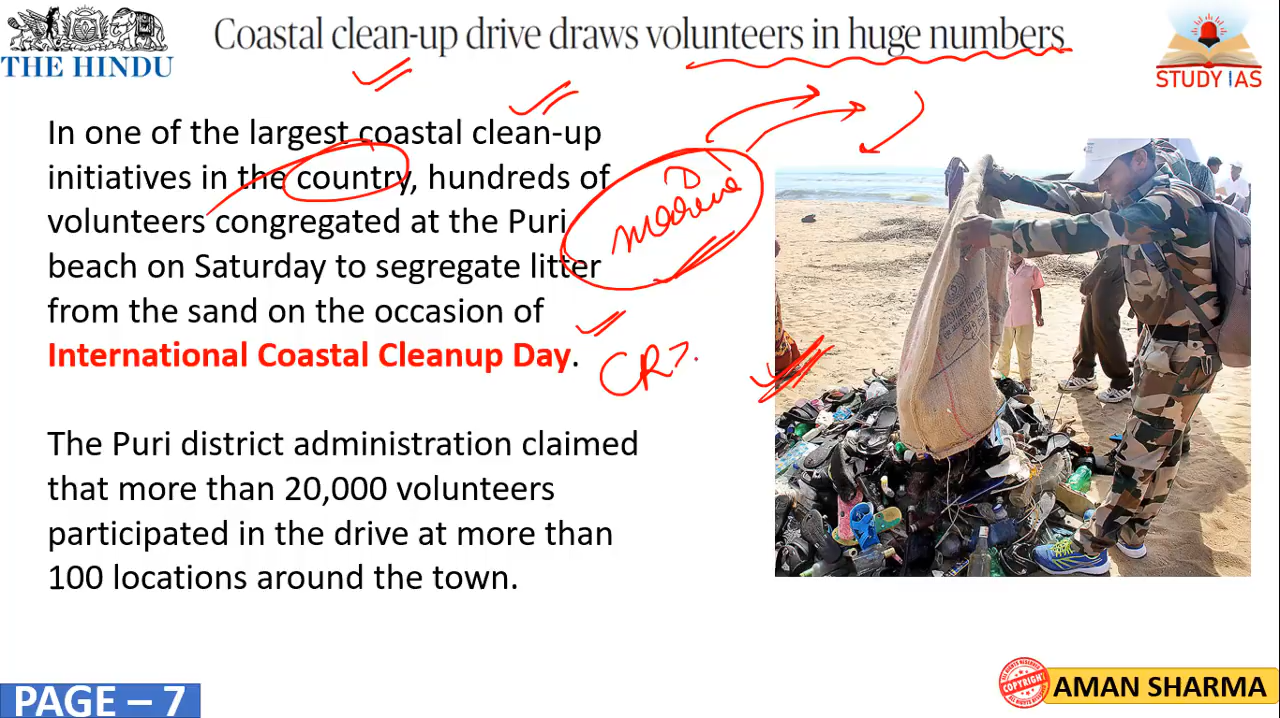 THE HINDU
Coastal clean-up drive draws volunteers in huge numbers
STUDY IAS
In one of the largest coastal clean-up
initiatives in the country, hundreds of
volunteers congregated at the Puri
beach on Saturday to segregate litter
from the sand on the occasion of
International Coastal Cleanup Day.
CRZ
The Puri district administration claimed
that more than 20,000 volunteers
participated in the drive at more than
100 locations around the town.
PAGE – 7
COPYRIGHT
AMAN SHARMA